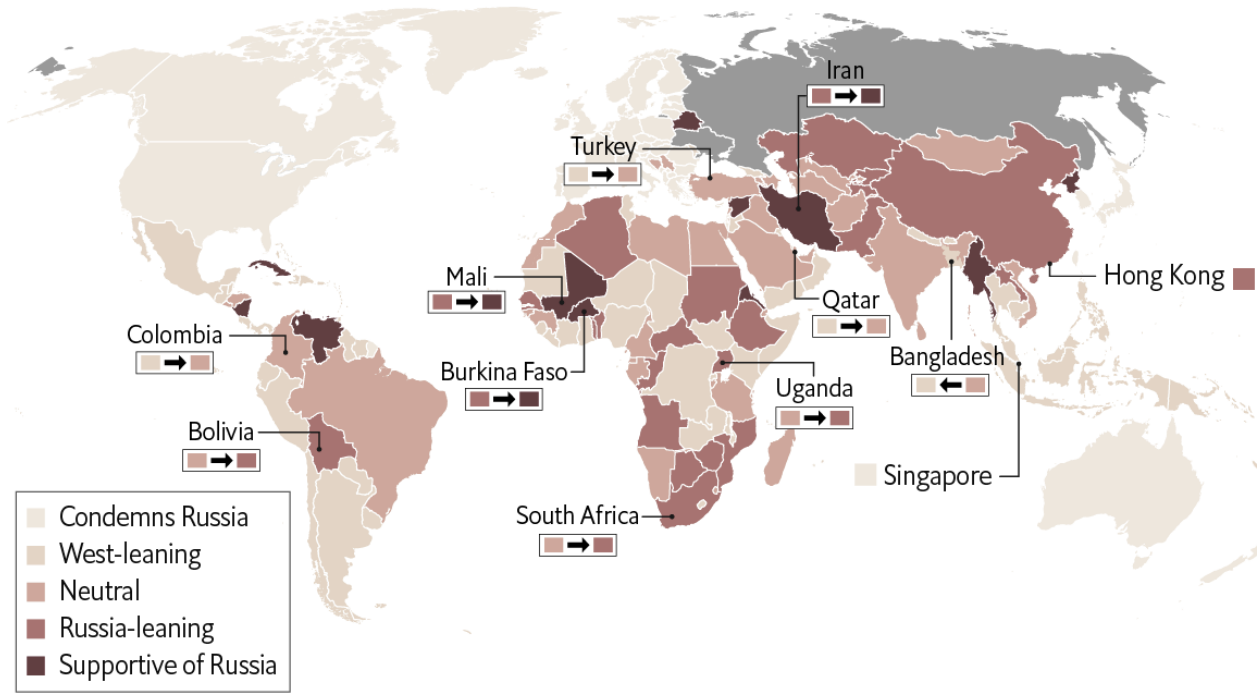 Iran
Turkey
Mali
Hong Kong
Qatar
Colombia
Burkina Faso
Bangladesh
Uganda
Bolivia
Singapore
South Africa
Condemns Russia
West-leaning
Neutral
Russia-leaning
Supportive of Russia